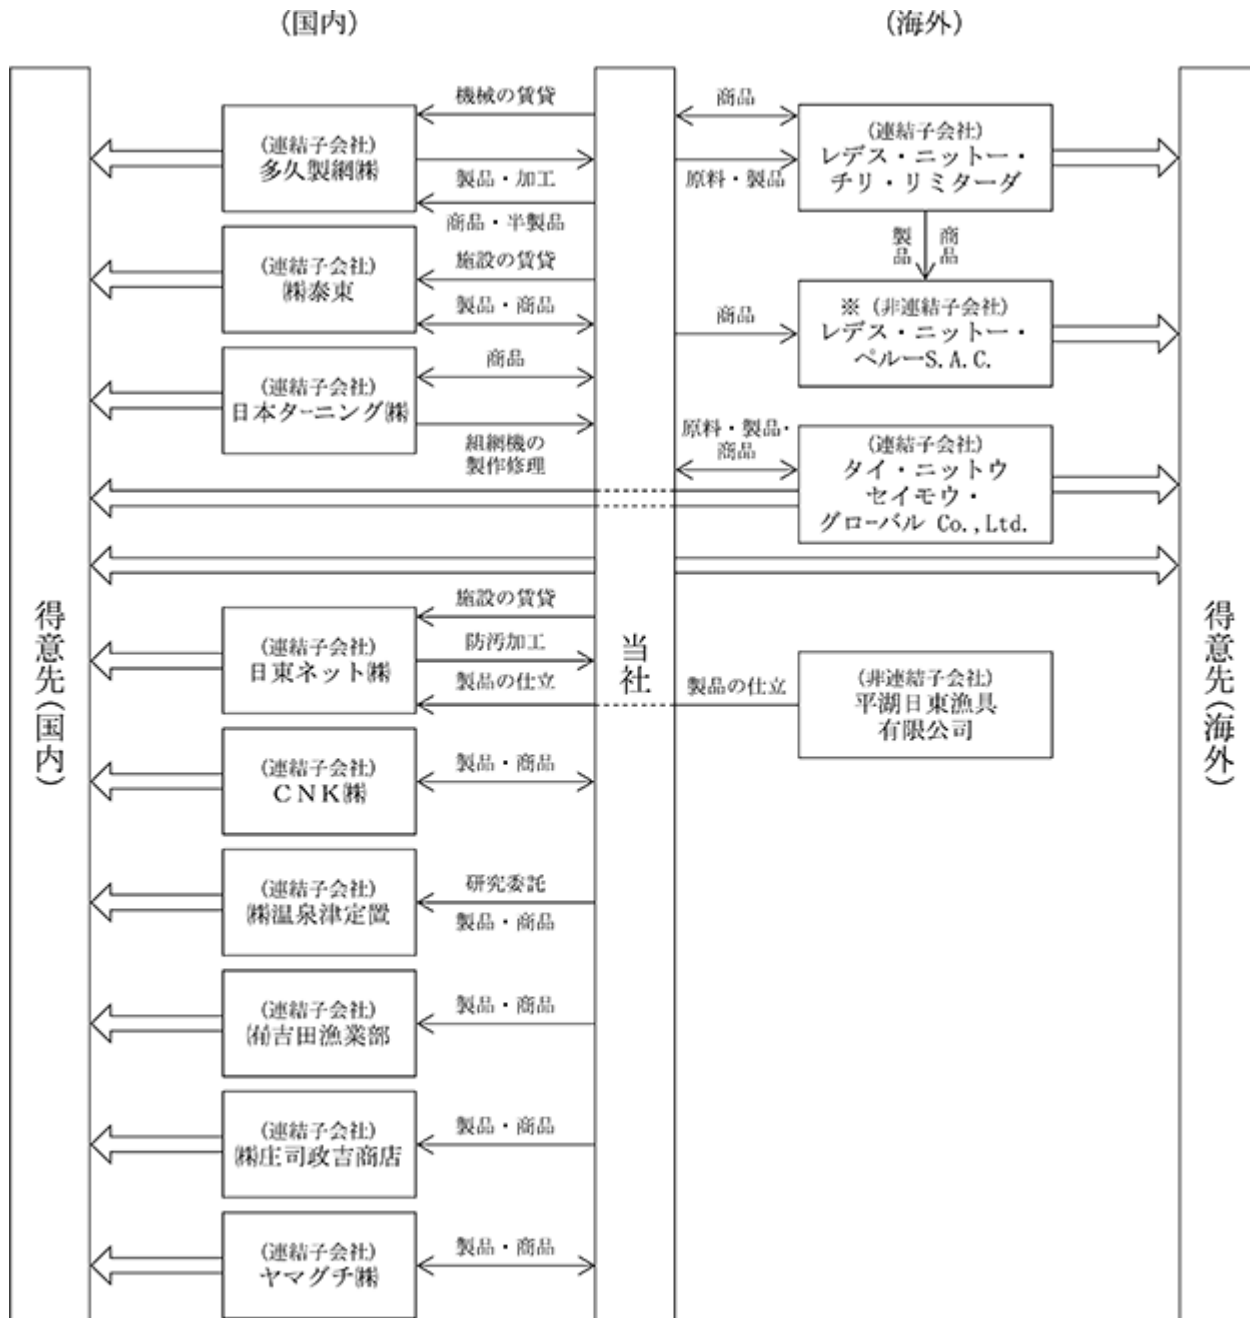 (国内)
(海外)
得意先(国内)
当社
得意先(海外)
機械の賃貸
(連結子会社)
多久製網㈱
製品・加工
商品・半製品
施設の賃貸
(連結子会社)
㈱泰東
製品・商品
商品
(連結子会社)
日本ターニング㈱
組網機の
製作修理
施設の賃貸
(連結子会社)
日東ネット㈱
防汚加工
製品の仕立
(連結子会社)
CNK㈱
製品・商品
(連結子会社)
㈱温泉津定置
研究委託
製品・商品
(連結子会社)
㈲吉田漁業部
製品・商品
(連結子会社)
㈱庄司政吉商店
製品・商品
(連結子会社)
ヤマグチ㈱
製品・商品
商品
原料・製品
(連結子会社)
レデス・ニットー・
チリ・リミターダ
製品
商品
商品
※(非連結子会社)
レデス・ニットー・
ペルーS.A.C.
原料・製品・
商品
(連結子会社)
タイ・ニットウ
セイモウ・
グローバル Co.,Ltd.
製品の仕立
(非連結子会社)
平湖日東漁具
有限公司